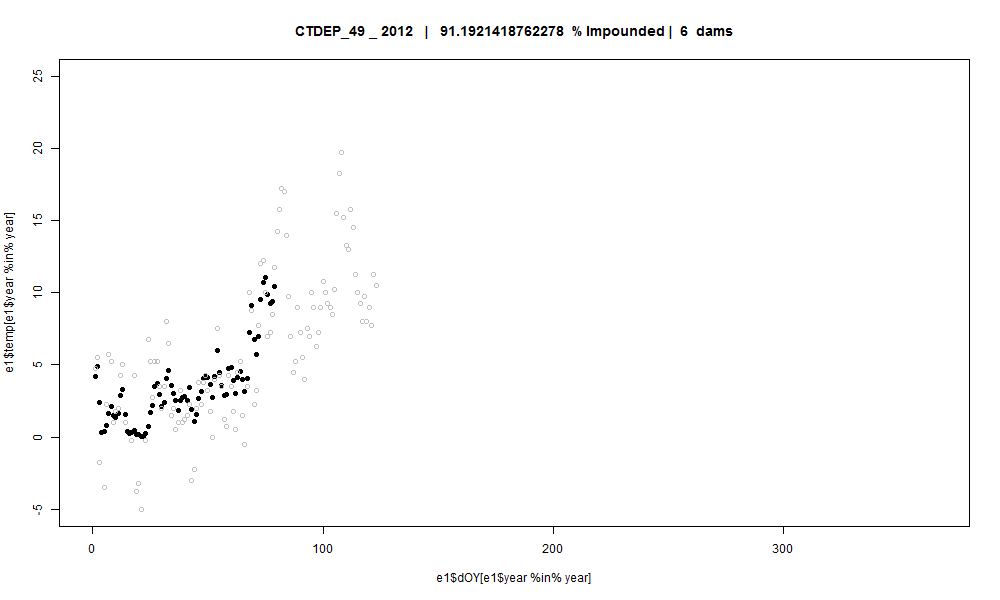 CTDEP_49 _ 2012 | 91.1921418762278 % Impounded | 6 dams
25
20
15
10
5
0
-5
e1$temp[e1$year %in% year]
0 100 200 300
e1$dOY[e1$year %in% year]